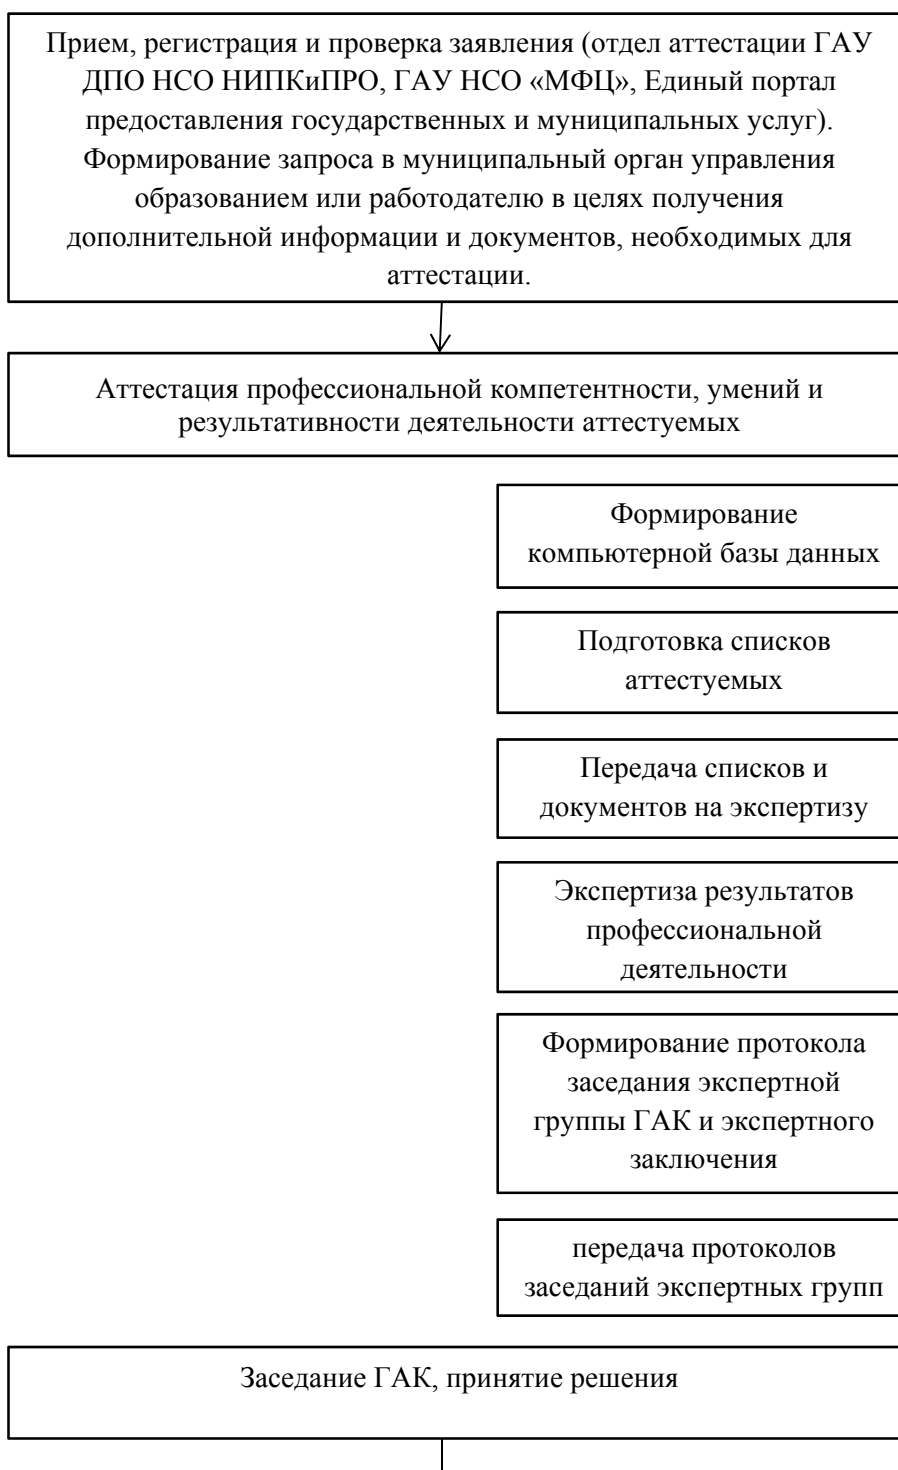 Прием, регистрация и проверка заявления (отдел аттестации ГАУ
ДПО НСО НИПКиПРО, ГАУ НСО «МФЦ», Единый портал
предоставления государственных и муниципальных услуг).
Формирование запроса в муниципальный орган управления
образованием или работодателю в целях получения
дополнительной информации и документов, необходимых для
аттестации.
Аттестация профессиональной компетентности, умений и
результативности деятельности аттестуемых
Формирование
компьютерной базы данных
Подготовка списков
аттестуемых
Передача списков и
документов на экспертизу
Экспертиза результатов
профессиональной
деятельности
Формирование протокола
заседания экспертной
группы ГАК и экспертного
заключения
передача протоколов
заседаний экспертных групп
Заседание ГАК, принятие решения